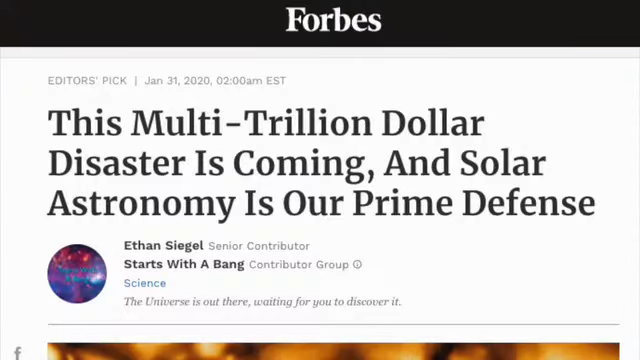 Forbes
EDITORS' PICK | Jan 31, 2020, 02:00am EST
This Multi-Trillion Dollar
Disaster Is Coming, And Solar
Astronomy Is Our Prime Defense
Ethan Siegel Senior Contributor
Starts With A Bang Contributor Group
Science
The Universe is out there, waiting for you to discover it.
f